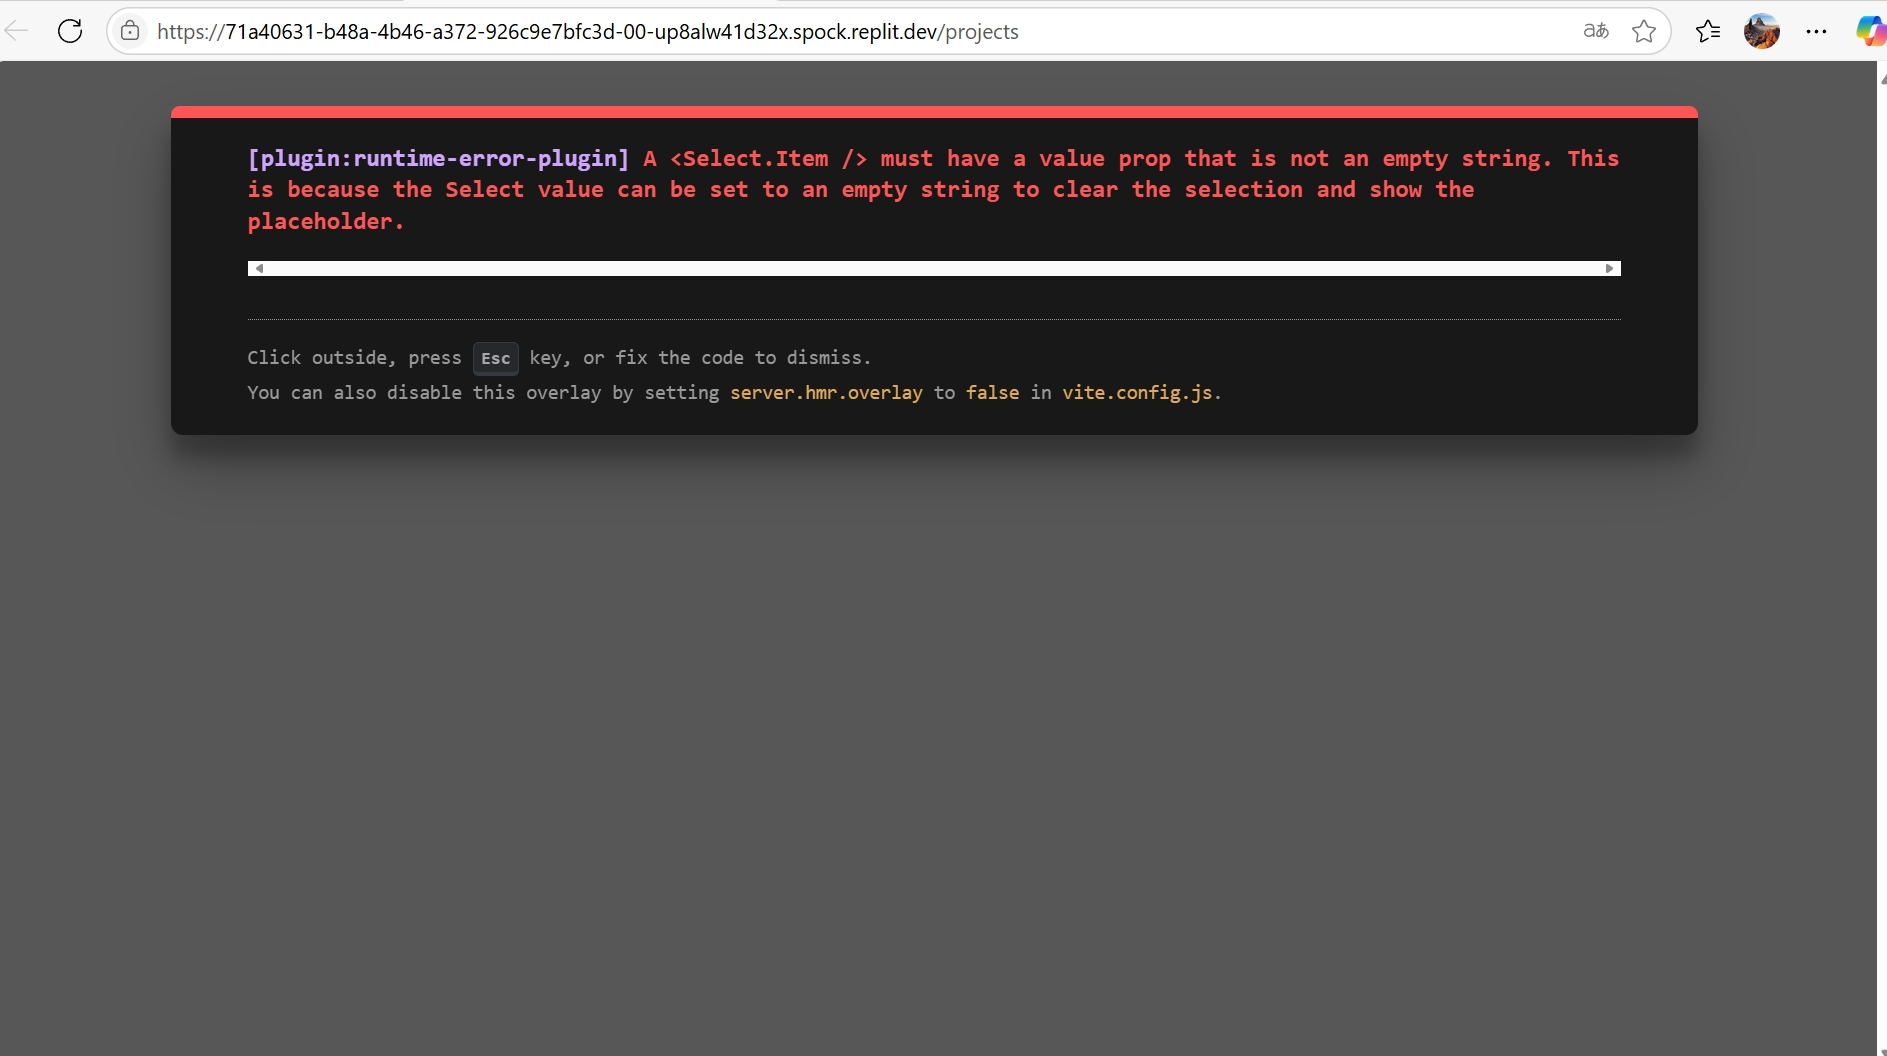 https://71a40631-b48a-4b46-a372-926c9e7bfc3d-00-up8alw41d32x.spock.replit.dev/projects
aあ
[plugin:runtime-error-plugin] A <Select.Item /> must have a value prop that is not an empty string. This
is because the Select value can be set to an empty string to clear the selection and show the
placeholder.
Click outside, press Esc key, or fix the code to dismiss.
You can also disable this overlay by setting server.hmr.overlay to false in vite.config.js.